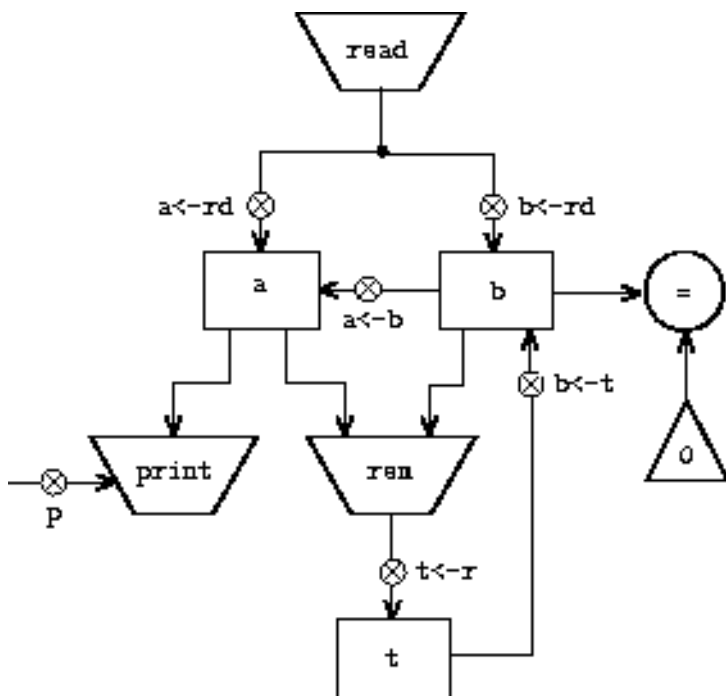 read
a<-rd
b<-rd
a
b
=
a<-b
b<-t
print
rem
0
P
t<-r
t